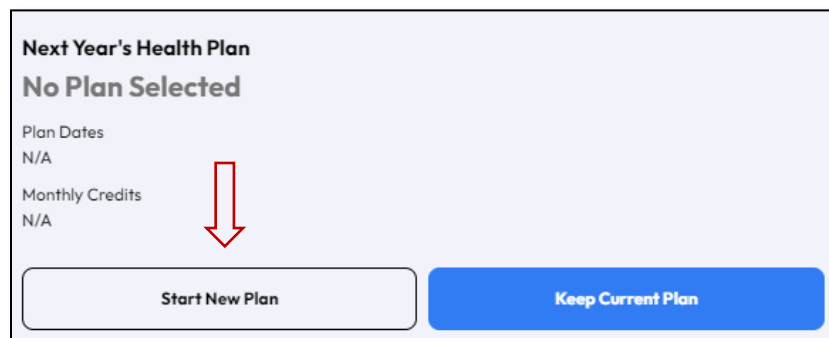 Next Year's Health Plan
No Plan Selected
Plan Dates
N/A
Monthly Credits
N/A
Start New Plan
Keep Current Plan